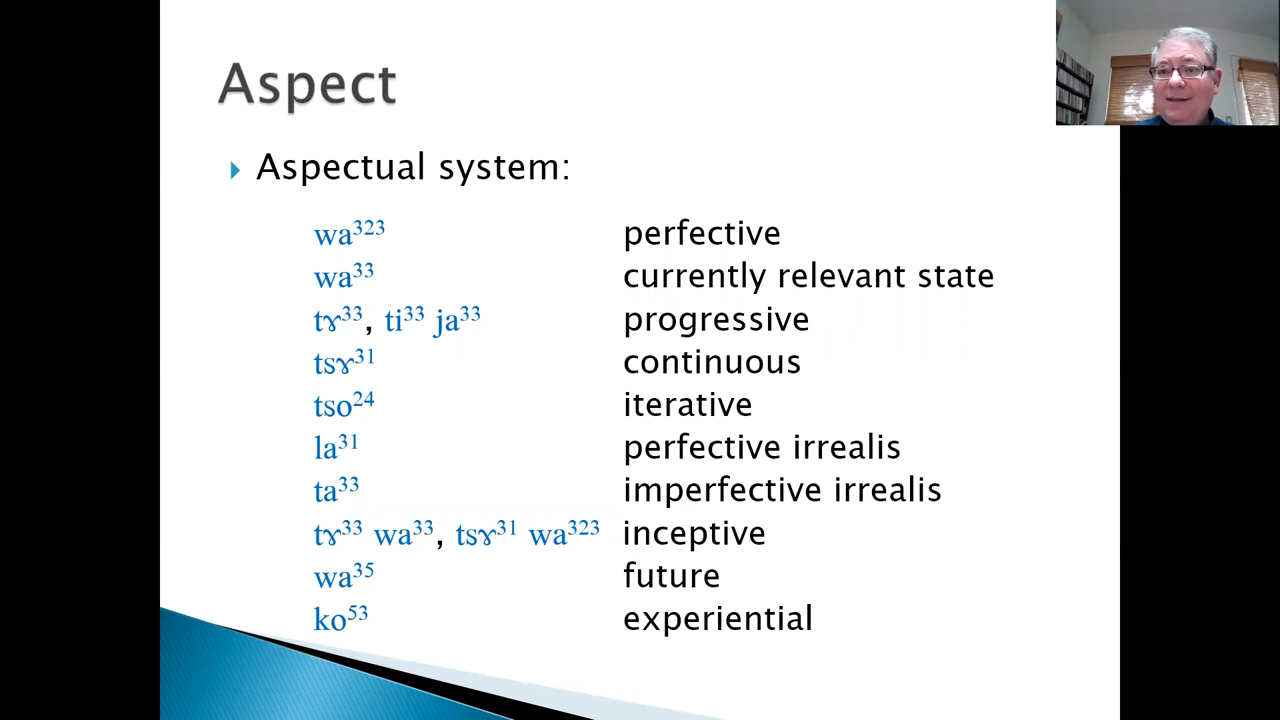 Aspect
Aspectual system:
wa³²³ perfective
wa³³ currently relevant state
tɤ³³, ti³³ ja³³ progressive
tsɤ³¹ continuous
tso²⁴ iterative
la³¹ perfective irrealis
ta³³ imperfective irrealis
tɤ³³ wa³³, tsɤ³¹ wa³²³ inceptive
wa³⁵ future
ko⁵³ experiential